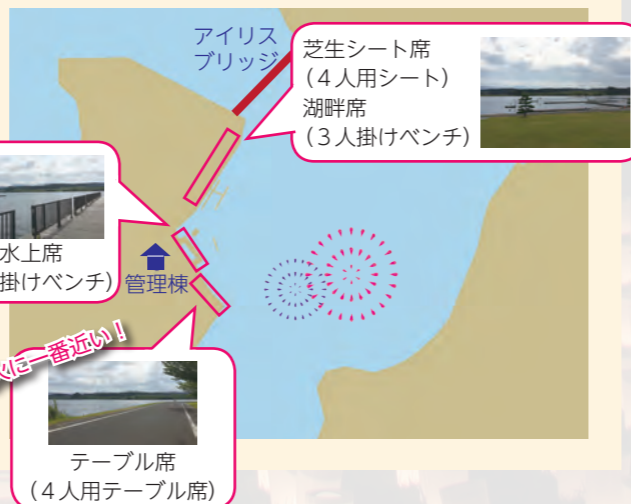 アイリス
ブリッジ
芝生シート席
（４人用シート）
湖畔席
（３人掛けベンチ）
水上席
掛けベンチ）
管理棟
に一番近い！
テーブル席
（４人用テーブル席）